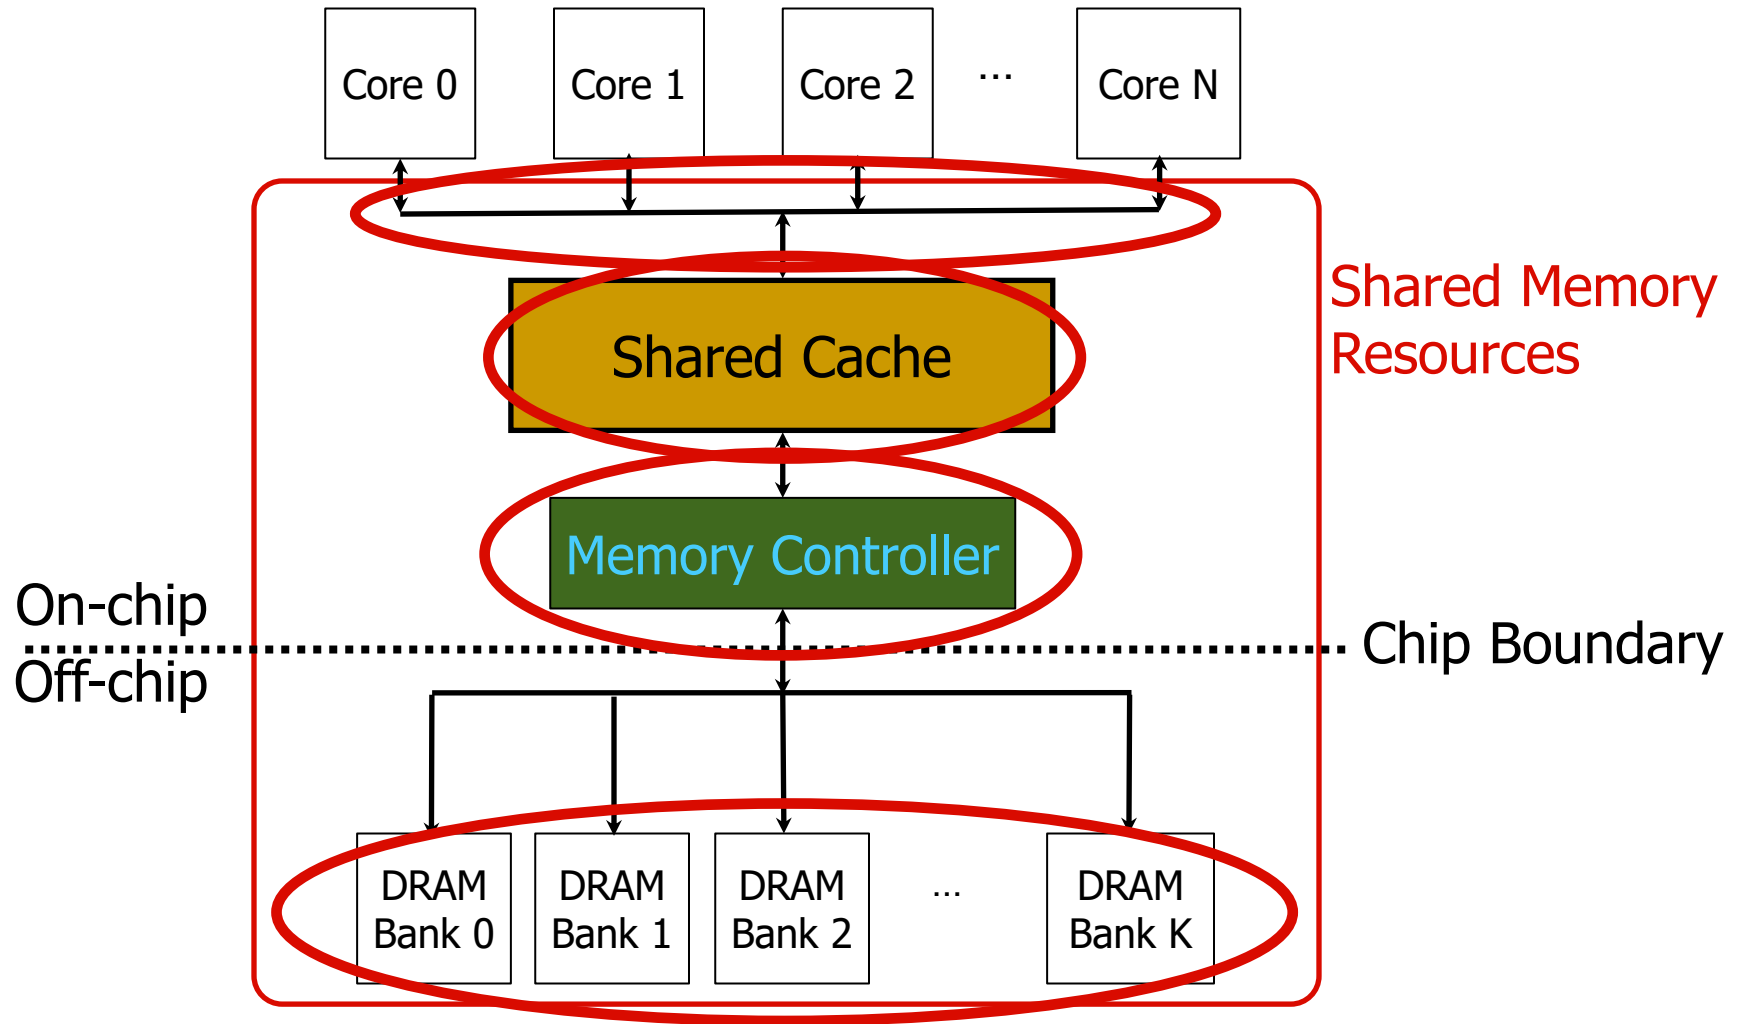 Core 0
Core 1
Core 2
...
Core N
Shared Memory
Resources
Shared Cache
Memory Controller
On-chip
Chip Boundary
Off-chip
DRAM
Bank 0
DRAM
Bank 1
DRAM
Bank 2
...
DRAM
Bank K